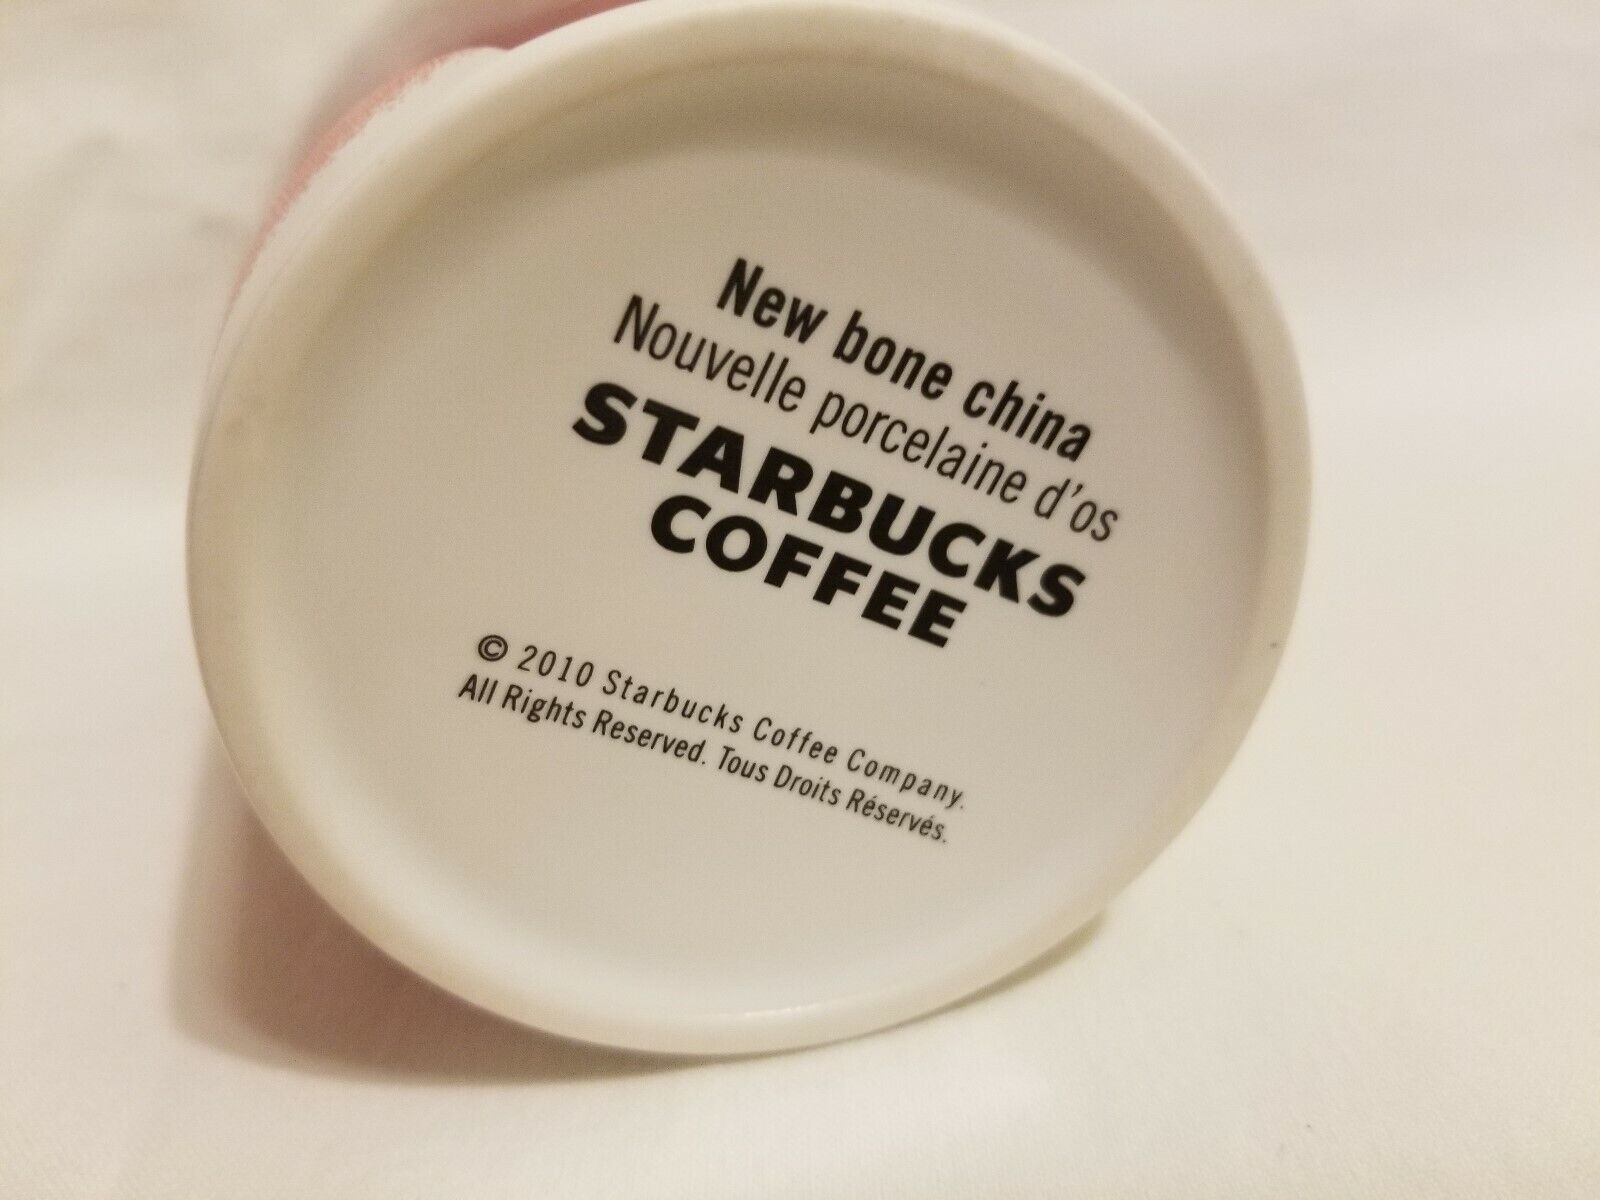 New bone china
Nouvelle porcelaine d'os
STARBUCKS
COFFEE
© 2010 Starbucks Coffee Company.
All Rights Reserved. Tous Droits Réservés.